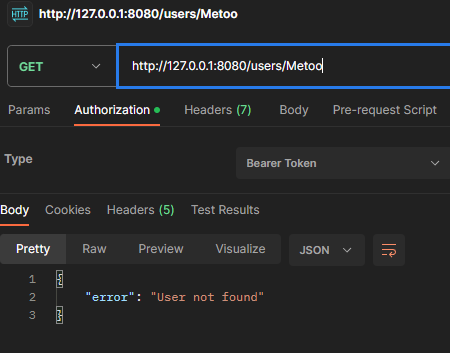 HTTP http://127.0.0.1:8080/users/Metoo
GET http://127.0.0.1:8080/users/Metoo
Params Authorization Headers (7) Body Pre-request Script
Type Bearer Token
Body Cookies Headers (5) Test Results
Pretty Raw Preview Visualize JSON
1 {
2 "error": "User not found"
3 }